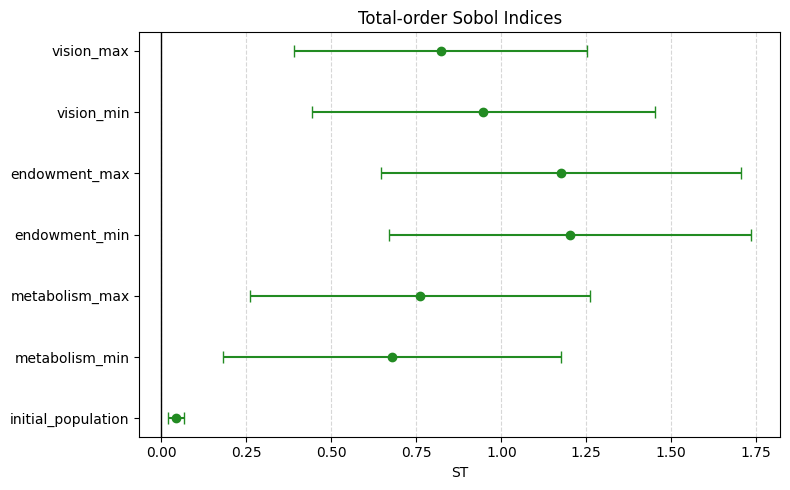 Total-order Sobol Indices
vision_max
vision_min
endowment_max
endowment_min
metabolism_max
metabolism_min
initial_population
0.00 0.25 0.50 0.75 1.00 1.25 1.50 1.75
ST